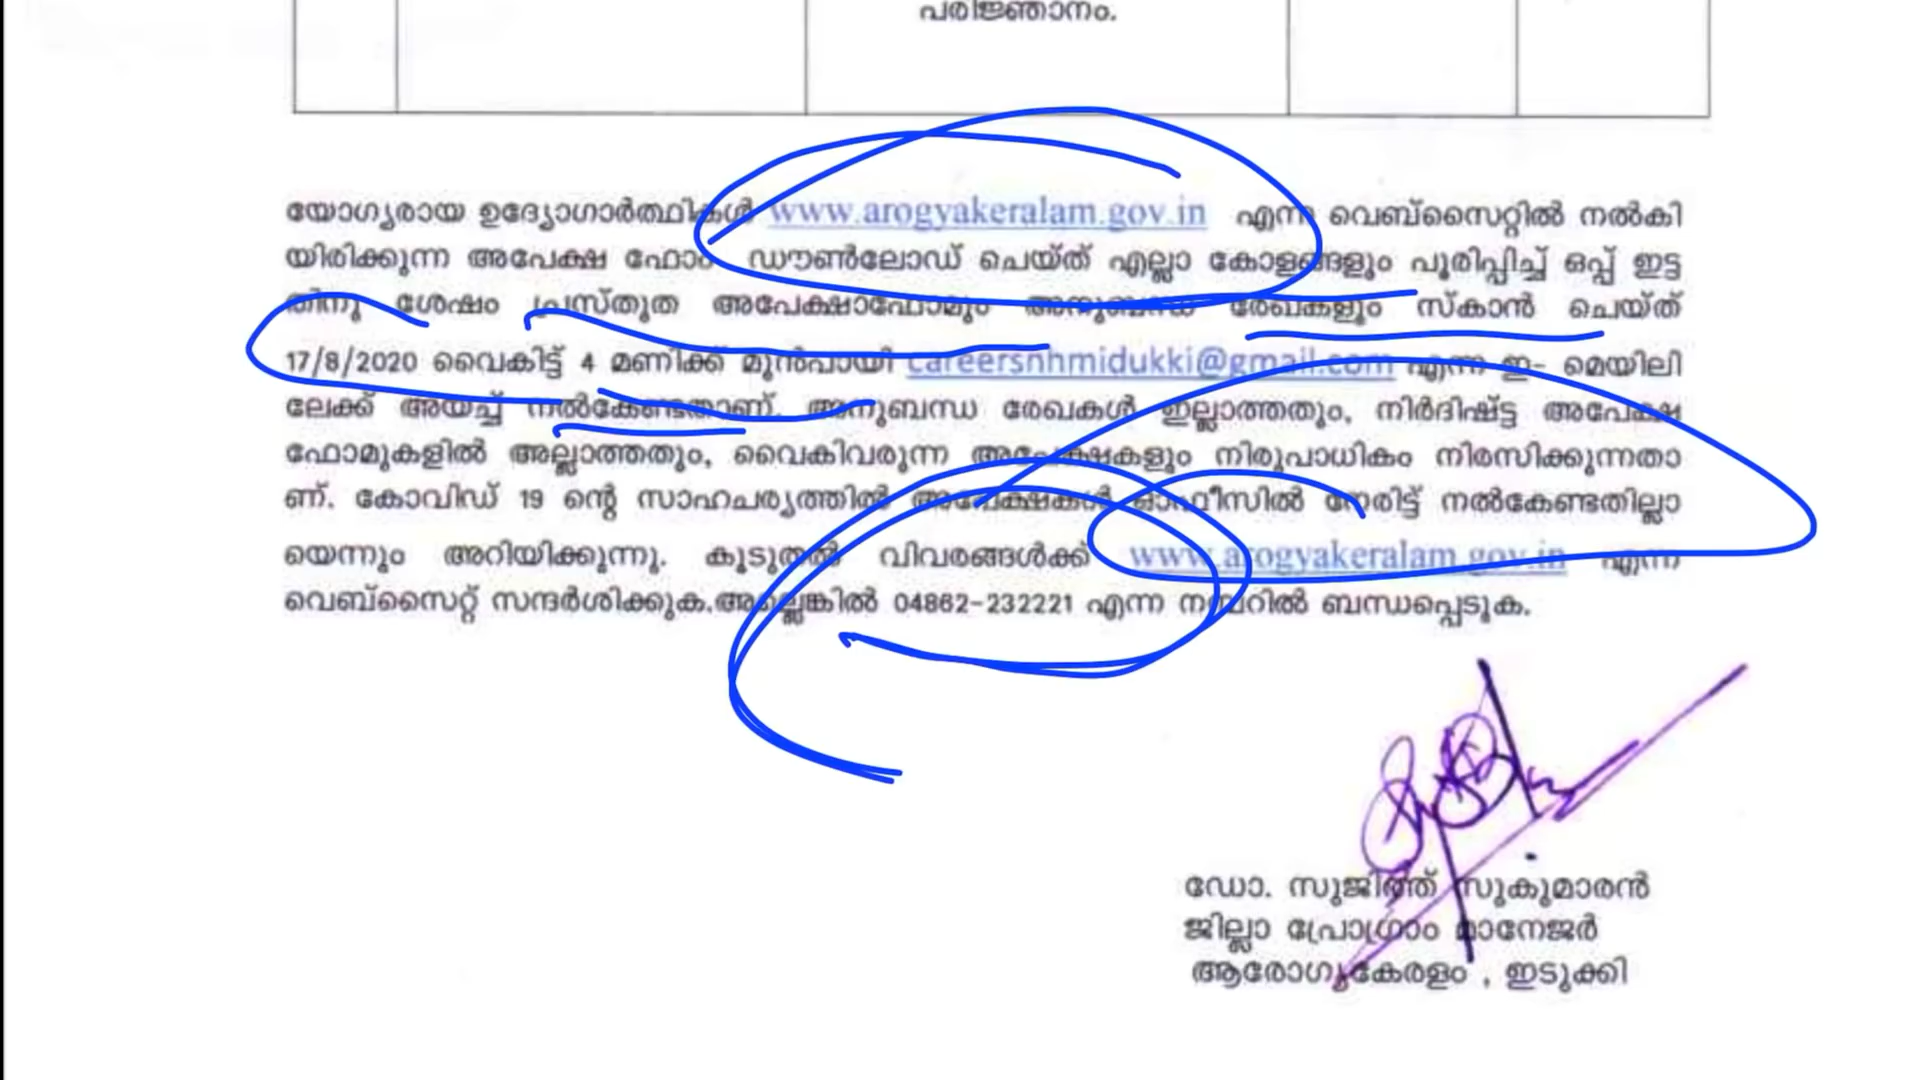 പരിജ്ഞാനം.
യോഗ്യരായ ഉദ്യോഗാർത്ഥികൾ www.arogyakeralam.gov.in എന്ന വെബ്സൈറ്റിൽ നൽകി
യിരിക്കുന്ന അപേക്ഷ ഫോം ഡൗൺലോഡ് ചെയ്ത് എല്ലാ കോളങ്ങളും പൂരിപ്പിച്ച് ഒപ്പ് ഇട്ട
തിനു ശേഷം പ്രസ്തുത അപേക്ഷാഫോമും അനുബന്ധ രേഖകളും സ്കാൻ ചെയ്ത്
17/8/2020 വൈകിട്ട് 4 മണിക്ക് മുൻപായി careersnhmidukki@gmail.com എന്ന ഇ- മെയിലി
ലേക്ക് അയച്ച് നൽകേണ്ടതാണ്. അനുബന്ധ രേഖകൾ ഇല്ലാത്തതും, നിർദിഷ്ട്ട അപേക്ഷ
ഫോമുകളിൽ അല്ലാത്തതും, വൈകിവരുന്ന അപേക്ഷകളും നിരുപാധികം നിരസിക്കുന്നതാ
ണ്. കോവിഡ് 19 ന്റെ സാഹചര്യത്തിൽ അപേക്ഷകൾ ഓഫീസിൽ നേരിട്ട് നൽകേണ്ടതില്ലാ
യെന്നും അറിയിക്കുന്നു. കൂടുതൽ വിവരങ്ങൾക്ക് www.arogyakeralam.gov.in എന്ന
വെബ്സൈറ്റ് സന്ദർശിക്കുക.അല്ലെങ്കിൽ 04862-232221 എന്ന നമ്പറിൽ ബന്ധപ്പെടുക.
ഡോ. സുജിത്ത് സുകുമാരൻ
ജില്ലാ പ്രോഗ്രാം മാനേജർ
ആരോഗ്യകേരളം , ഇടുക്കി